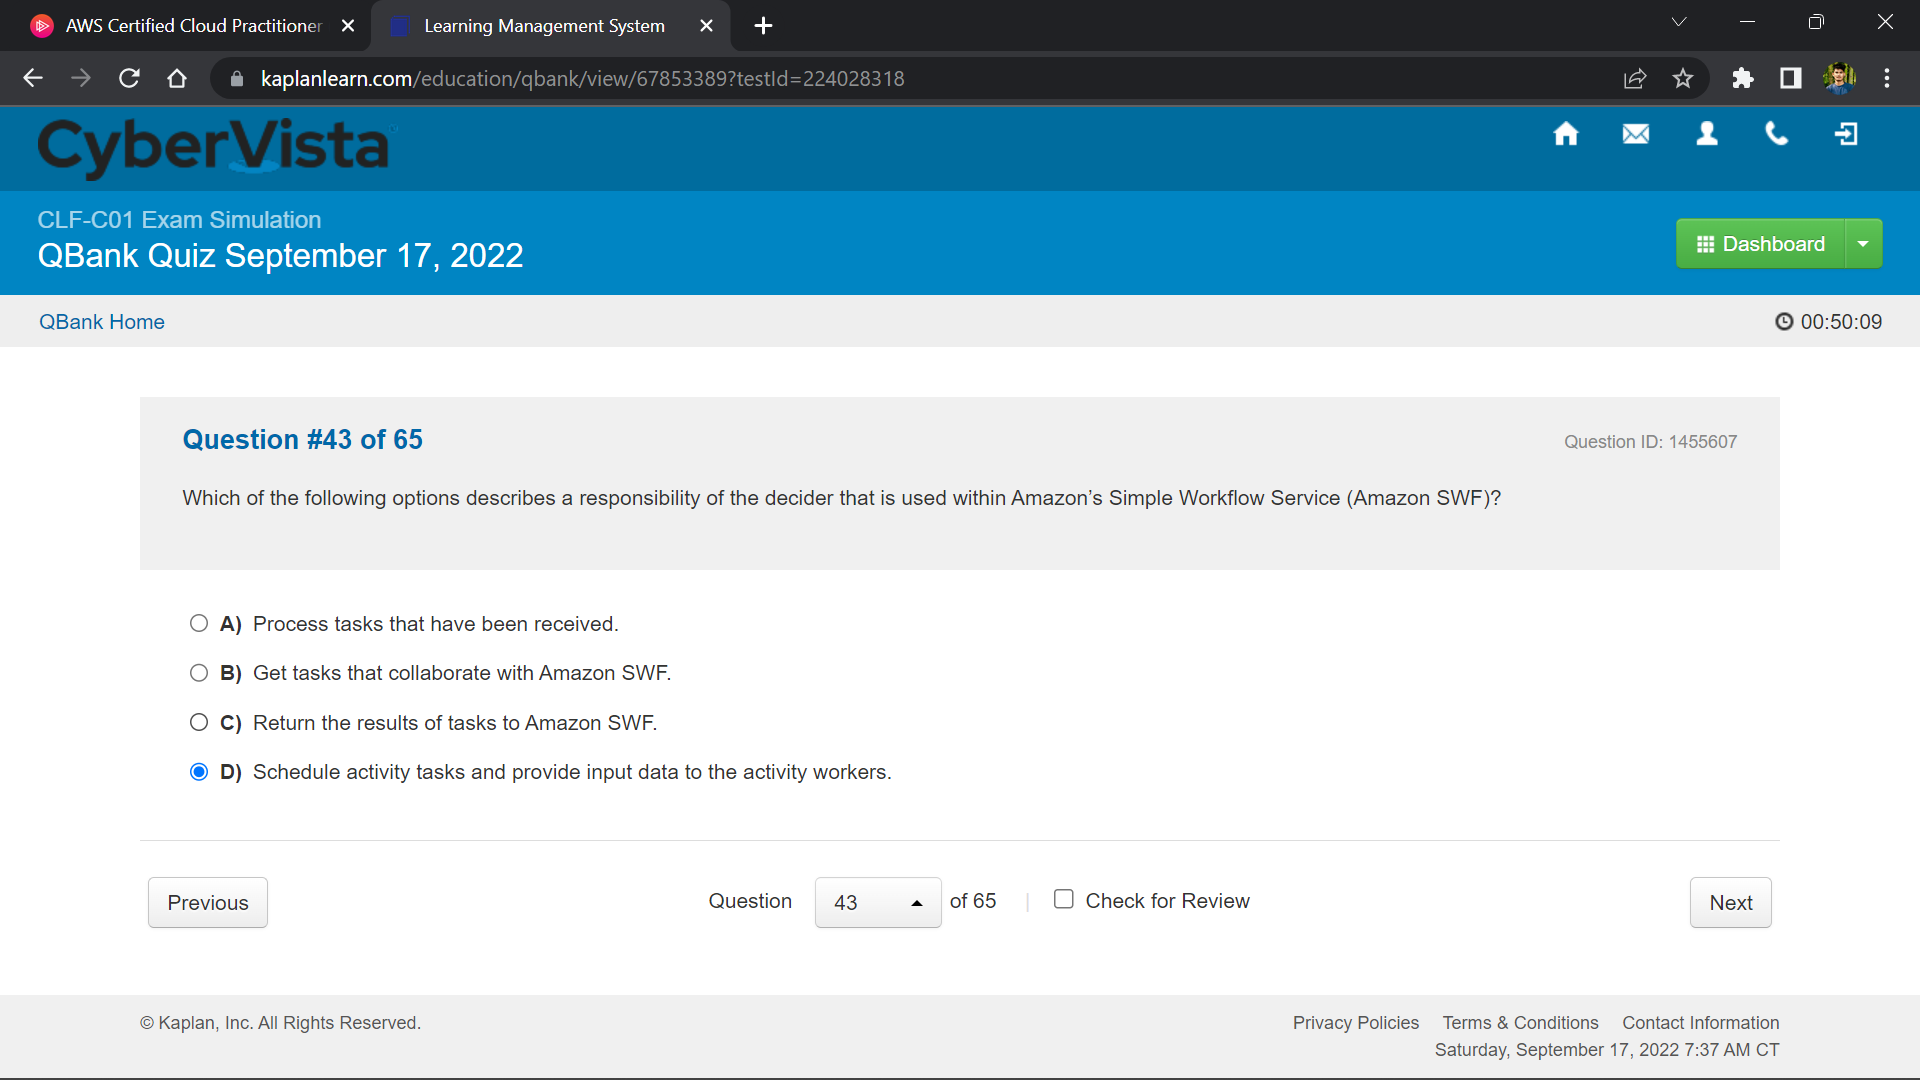 AWS Certified Cloud Practitioner
Learning Management System
kaplanlearn.com/education/qbank/view/67853389?testId=224028318
CyberVista
CLF-C01 Exam Simulation
QBank Quiz September 17, 2022
Dashboard
QBank Home
00:50:09
Question #43 of 65
Question ID: 1455607
Which of the following options describes a responsibility of the decider that is used within Amazon’s Simple Workflow Service (Amazon SWF)?
A) Process tasks that have been received.
B) Get tasks that collaborate with Amazon SWF.
C) Return the results of tasks to Amazon SWF.
D) Schedule activity tasks and provide input data to the activity workers.
Previous
Question 43 of 65 | Check for Review
Next
© Kaplan, Inc. All Rights Reserved.
Privacy Policies Terms & Conditions Contact Information
Saturday, September 17, 2022 7:37 AM CT